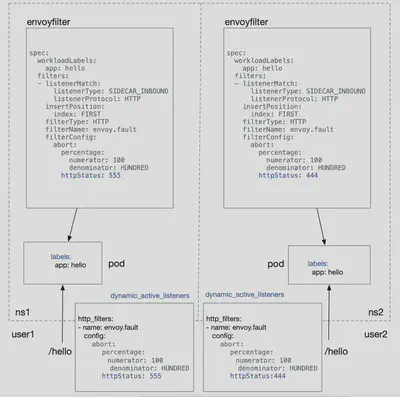 envoyfilter
spec:
workloadLabels:
app: hello
filters:
- listenerMatch:
listenerType: SIDECAR_INBOUND
listenerProtocol: HTTP
insertPosition:
index: FIRST
filterType: HTTP
filterName: envoy.fault
filterConfig:
abort:
percentage:
numerator: 100
denominator: HUNDRED
httpStatus: 555
labels:
app: hello
pod
ns1
user1
/hello
dynamic_active_listeners
http_filters:
- name: envoy.fault
config:
abort:
percentage:
numerator: 100
denominator: HUNDRED
httpStatus: 555
envoyfilter
spec:
workloadLabels:
app: hello
filters:
- listenerMatch:
listenerType: SIDECAR_INBOUND
listenerProtocol: HTTP
insertPosition:
index: FIRST
filterType: HTTP
filterName: envoy.fault
filterConfig:
abort:
percentage:
numerator: 100
denominator: HUNDRED
httpStatus: 444
pod
labels:
app: hello
ns2
user2
/hello
dynamic_active_listeners
http_filters:
- name: envoy.fault
config:
abort:
percentage:
numerator: 100
denominator: HUNDRED
httpStatus:444